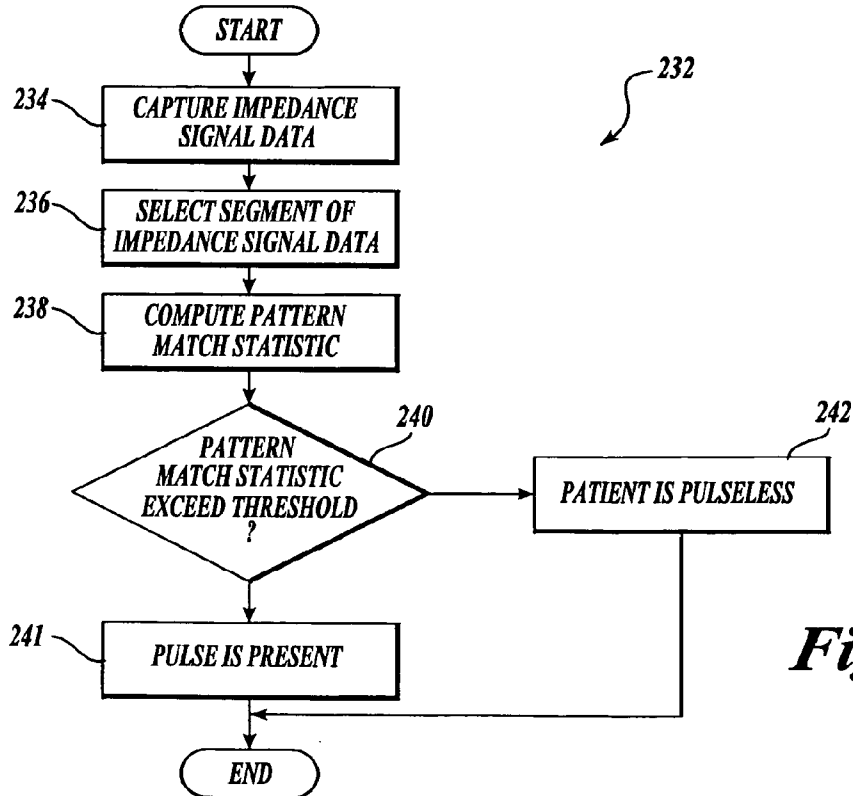 START
232
234
CAPTURE IMPEDANCE
SIGNAL DATA
236
SELECT SEGMENT OF
IMPEDANCE SIGNAL DATA
238
COMPUTE PATTERN
MATCH STATISTIC
240
PATTERN
MATCH STATISTIC
EXCEED THRESHOLD
?
242
PATIENT IS PULSELESS
241
PULSE IS PRESENT
END